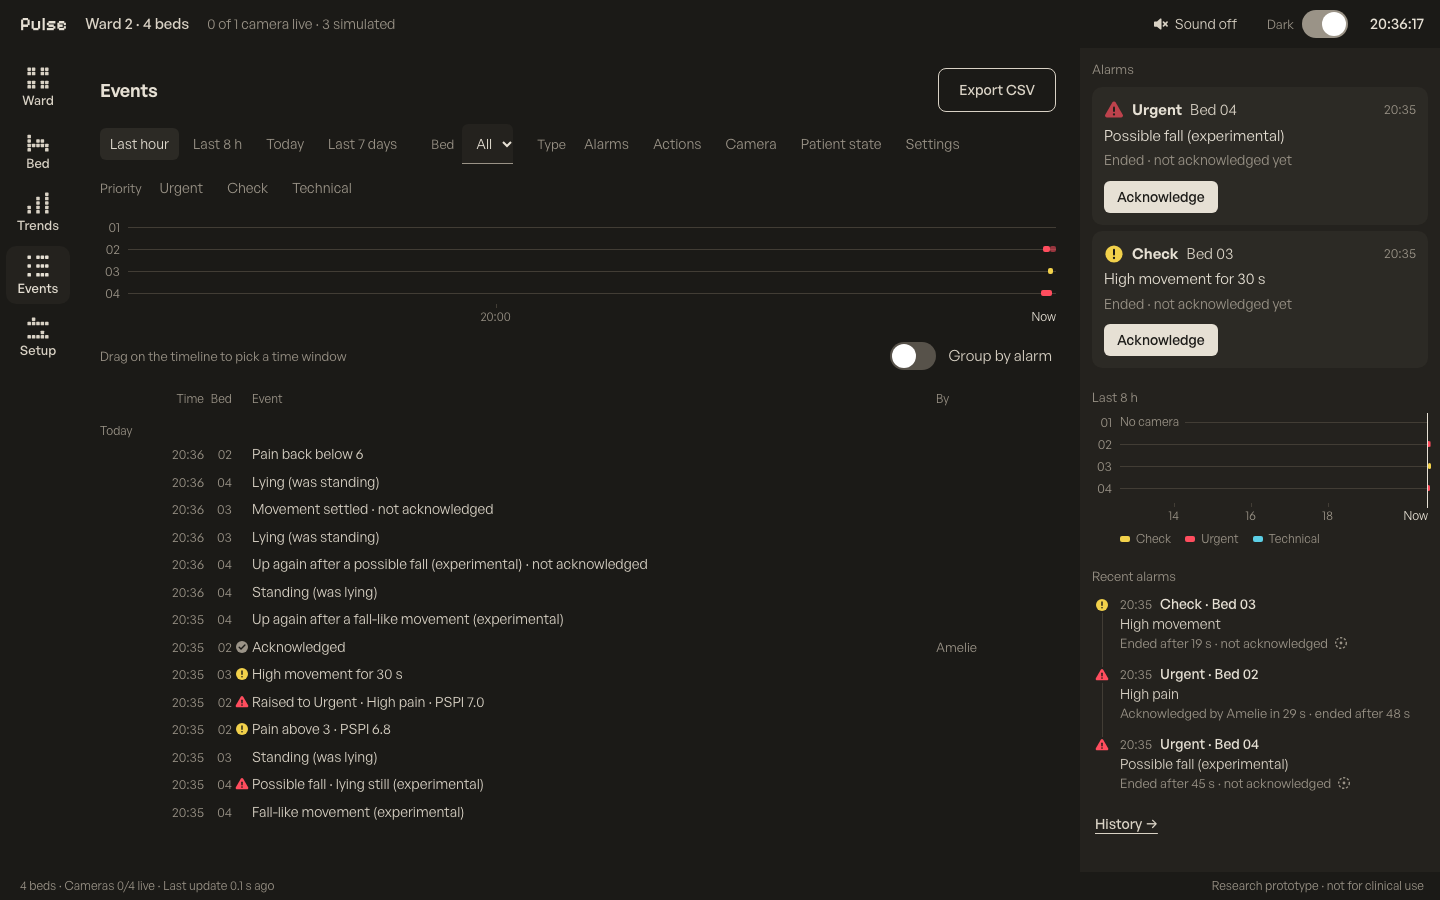 Pulse
Ward 2 · 4 beds
0 of 1 camera live · 3 simulated
Sound off
Dark
20:36:17
Ward
Bed
Trends
Events
Setup
Events
Export CSV
Last hour
Last 8 h
Today
Last 7 days
Bed
All
Type
Alarms
Actions
Camera
Patient state
Settings
Priority
Urgent
Check
Technical
01
02
03
04
20:00
Now
Drag on the timeline to pick a time window
Group by alarm
Time Bed Event By
Today
20:36 02 Pain back below 6
20:36 04 Lying (was standing)
20:36 03 Movement settled · not acknowledged
20:36 03 Lying (was standing)
20:36 04 Up again after a possible fall (experimental) · not acknowledged
20:36 04 Standing (was lying)
20:35 04 Up again after a fall-like movement (experimental)
20:35 02 Acknowledged Amelie
20:35 03 High movement for 30 s
20:35 02 Raised to Urgent · High pain · PSPI 7.0
20:35 02 Pain above 3 · PSPI 6.8
20:35 03 Standing (was lying)
20:35 04 Possible fall · lying still (experimental)
20:35 04 Fall-like movement (experimental)
Alarms
Urgent Bed 04 20:35
Possible fall (experimental)
Ended · not acknowledged yet
Acknowledge
Check Bed 03 20:35
High movement for 30 s
Ended · not acknowledged yet
Acknowledge
Last 8 h
01 No camera
02
03
04
14 16 18 Now
Check Urgent Technical
Recent alarms
20:35 Check · Bed 03
High movement
Ended after 19 s · not acknowledged
20:35 Urgent · Bed 02
High pain
Acknowledged by Amelie in 29 s · ended after 48 s
20:35 Urgent · Bed 04
Possible fall (experimental)
Ended after 45 s · not acknowledged
History →
4 beds · Cameras 0/4 live · Last update 0.1 s ago
Research prototype · not for clinical use